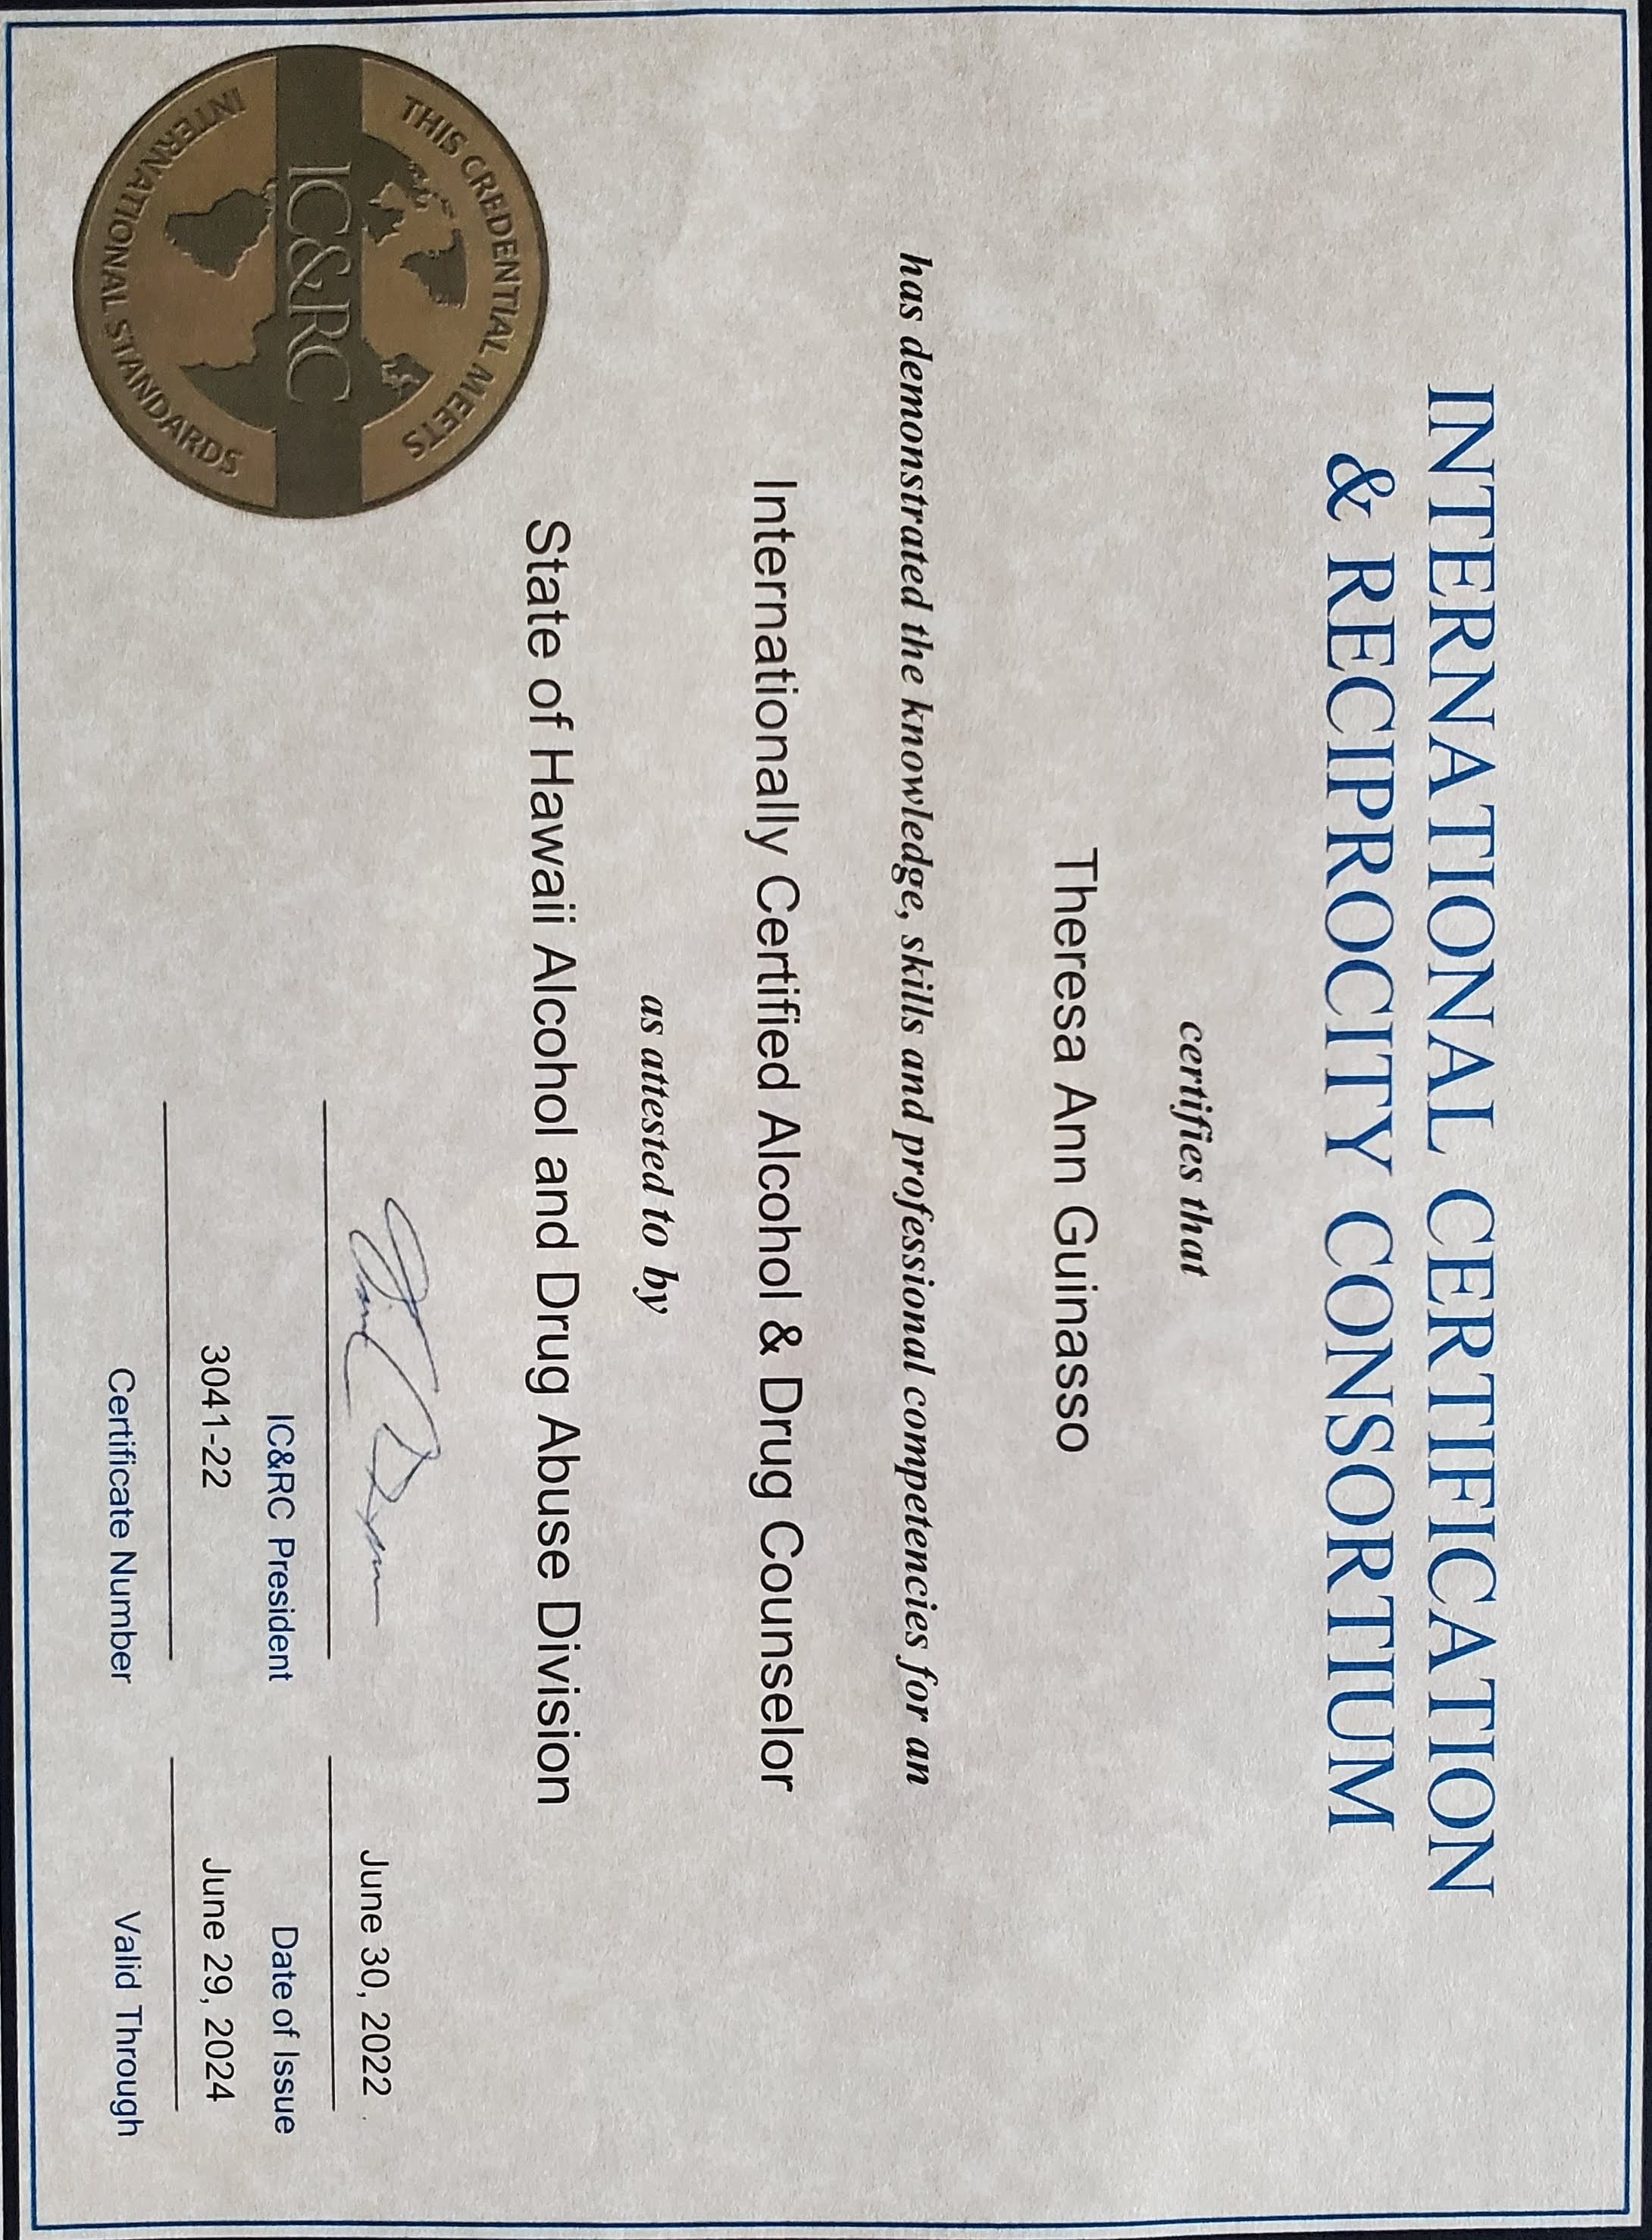 INTERNATIONAL CERTIFICATION
& RECIPROCITY CONSORTIUM
certifies that
Theresa Ann Guinasso
has demonstrated the knowledge, skills and professional competencies for an
Internationally Certified Alcohol & Drug Counselor
as attested to by
State of Hawaii Alcohol and Drug Abuse Division
THIS CREDENTIAL MEETS
IC&RC
INTERNATIONAL STANDARDS
June 30, 2022
IC&RC President
Date of Issue
3041-22
June 29, 2024
Certificate Number
Valid Through